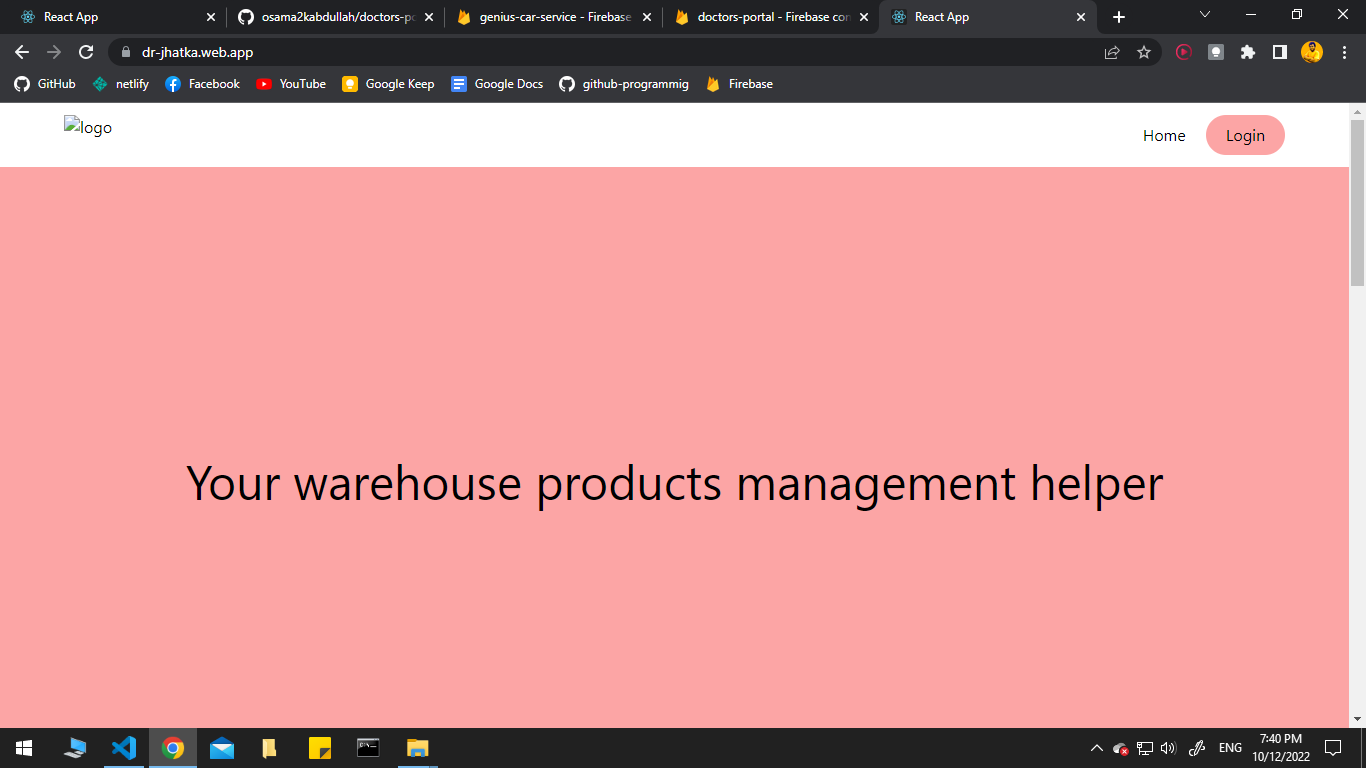 React App
osama2kabdullah/doctors-po
genius-car-service - Firebase
doctors-portal - Firebase con
React App
dr-jhatka.web.app
GitHub
netlify
Facebook
YouTube
Google Keep
Google Docs
github-programmig
Firebase
logo
Home
Login
Your warehouse products management helper
ENG
7:40 PM
10/12/2022